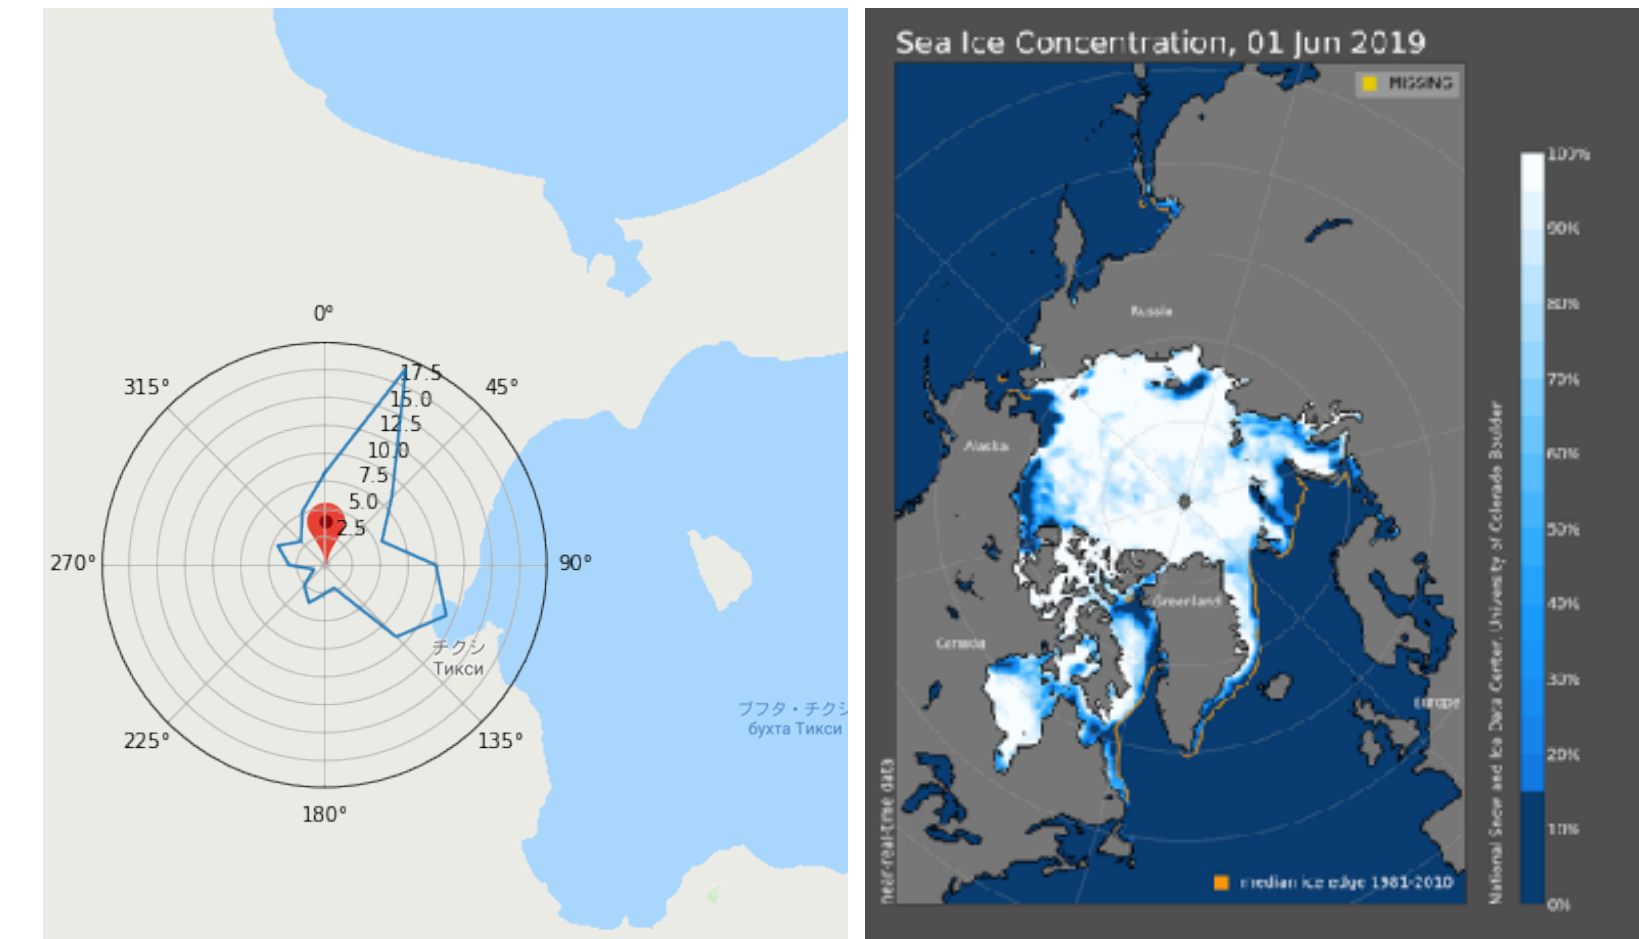 0°
45°
90°
135°
180°
225°
270°
315°
2.5
5.0
7.5
10.0
12.5
15.0
17.5
チクシ
Тикси
ブフタ・チクシ
бухта Тикси
Sea Ice Concentration, 01 Jun 2019
MISSING
Russia
Alaska
Canada
Greenland
Europe
near-real-time data
median ice edge 1981-2010
100%
90%
80%
70%
60%
50%
40%
30%
20%
10%
0%
National Snow and Ice Data Center, University of Colorado Boulder